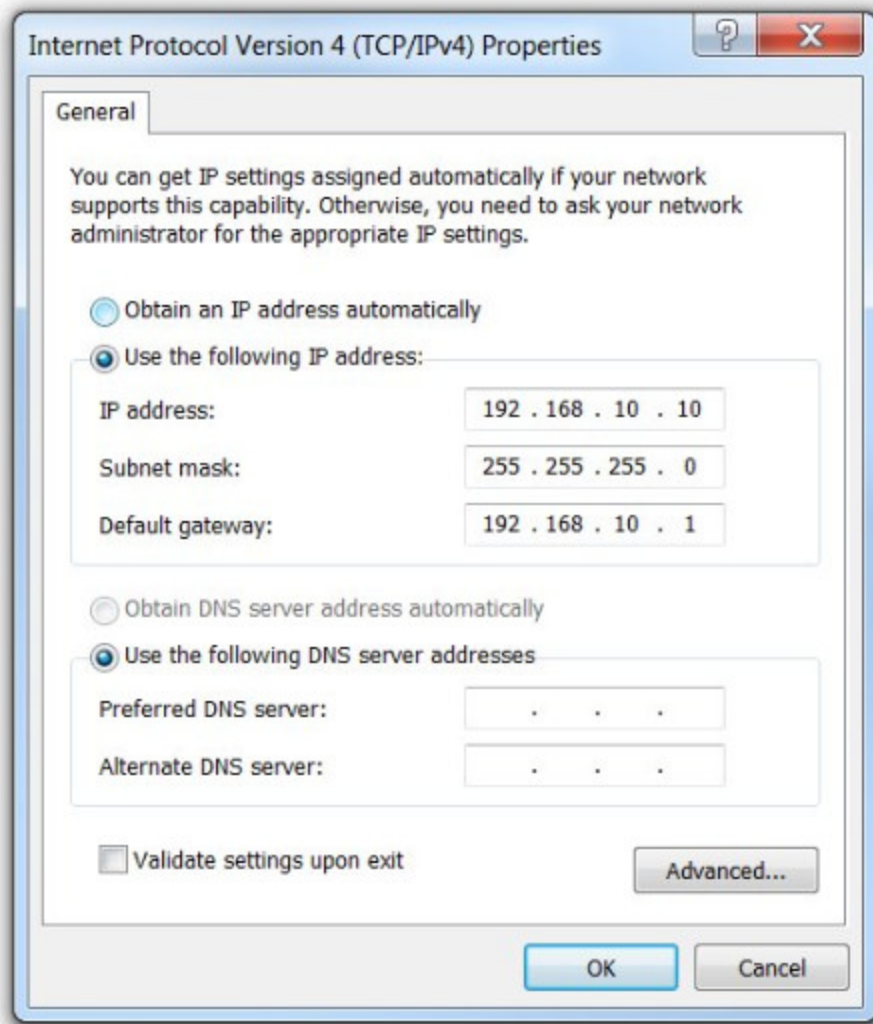 Internet Protocol Version 4 (TCP/IPv4) Properties
?
X
General
You can get IP settings assigned automatically if your network
supports this capability. Otherwise, you need to ask your network
administrator for the appropriate IP settings.
Obtain an IP address automatically
Use the following IP address:
IP address: 192 . 168 . 10 . 10
Subnet mask: 255 . 255 . 255 . 0
Default gateway: 192 . 168 . 10 . 1
Obtain DNS server address automatically
Use the following DNS server addresses
Preferred DNS server: . . .
Alternate DNS server: . . .
Validate settings upon exit
Advanced...
OK Cancel